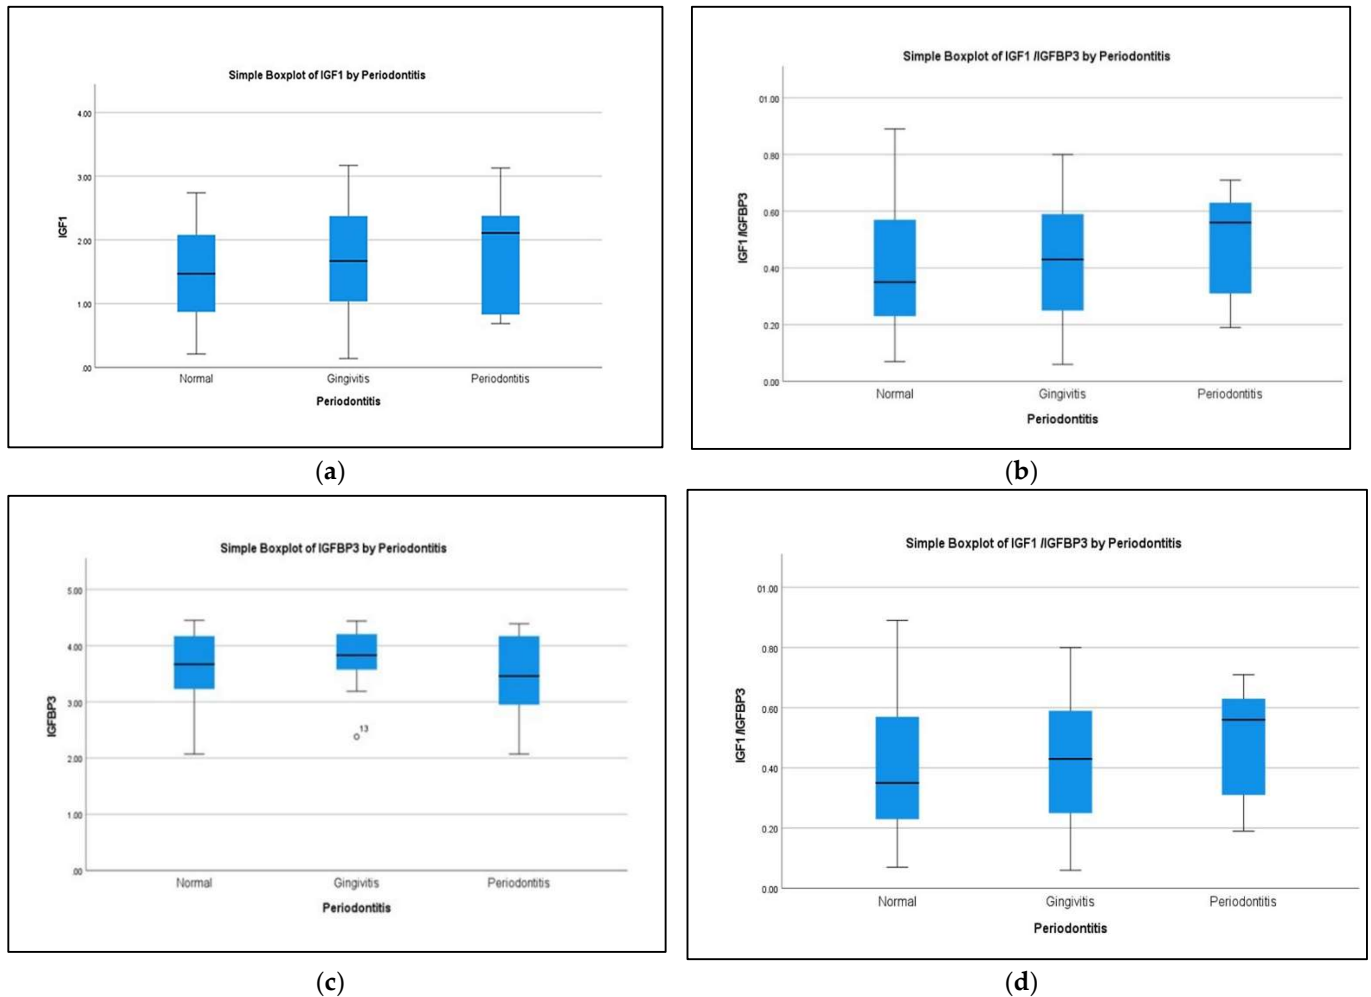 Simple Boxplot of IGF1 by Periodontitis
4.00
3.00
2.00
1.00
.00
IGF1
Normal Gingivitis Periodontitis
Periodontitis
(a)
Simple Boxplot of IGF1 /IGFBP3 by Periodontitis
01.00
0.80
0.60
0.40
0.20
0.00
IGF1 /IGFBP3
Normal Gingivitis Periodontitis
Periodontitis
(b)
Simple Boxplot of IGFBP3 by Periodontitis
5.00
4.00
3.00
2.00
1.00
.00
IGFBP3
13
Normal Gingivitis Periodontitis
Periodontitis
(c)
Simple Boxplot of IGF1 /IGFBP3 by Periodontitis
01.00
0.80
0.60
0.40
0.20
0.00
IGF1 /IGFBP3
Normal Gingivitis Periodontitis
Periodontitis
(d)